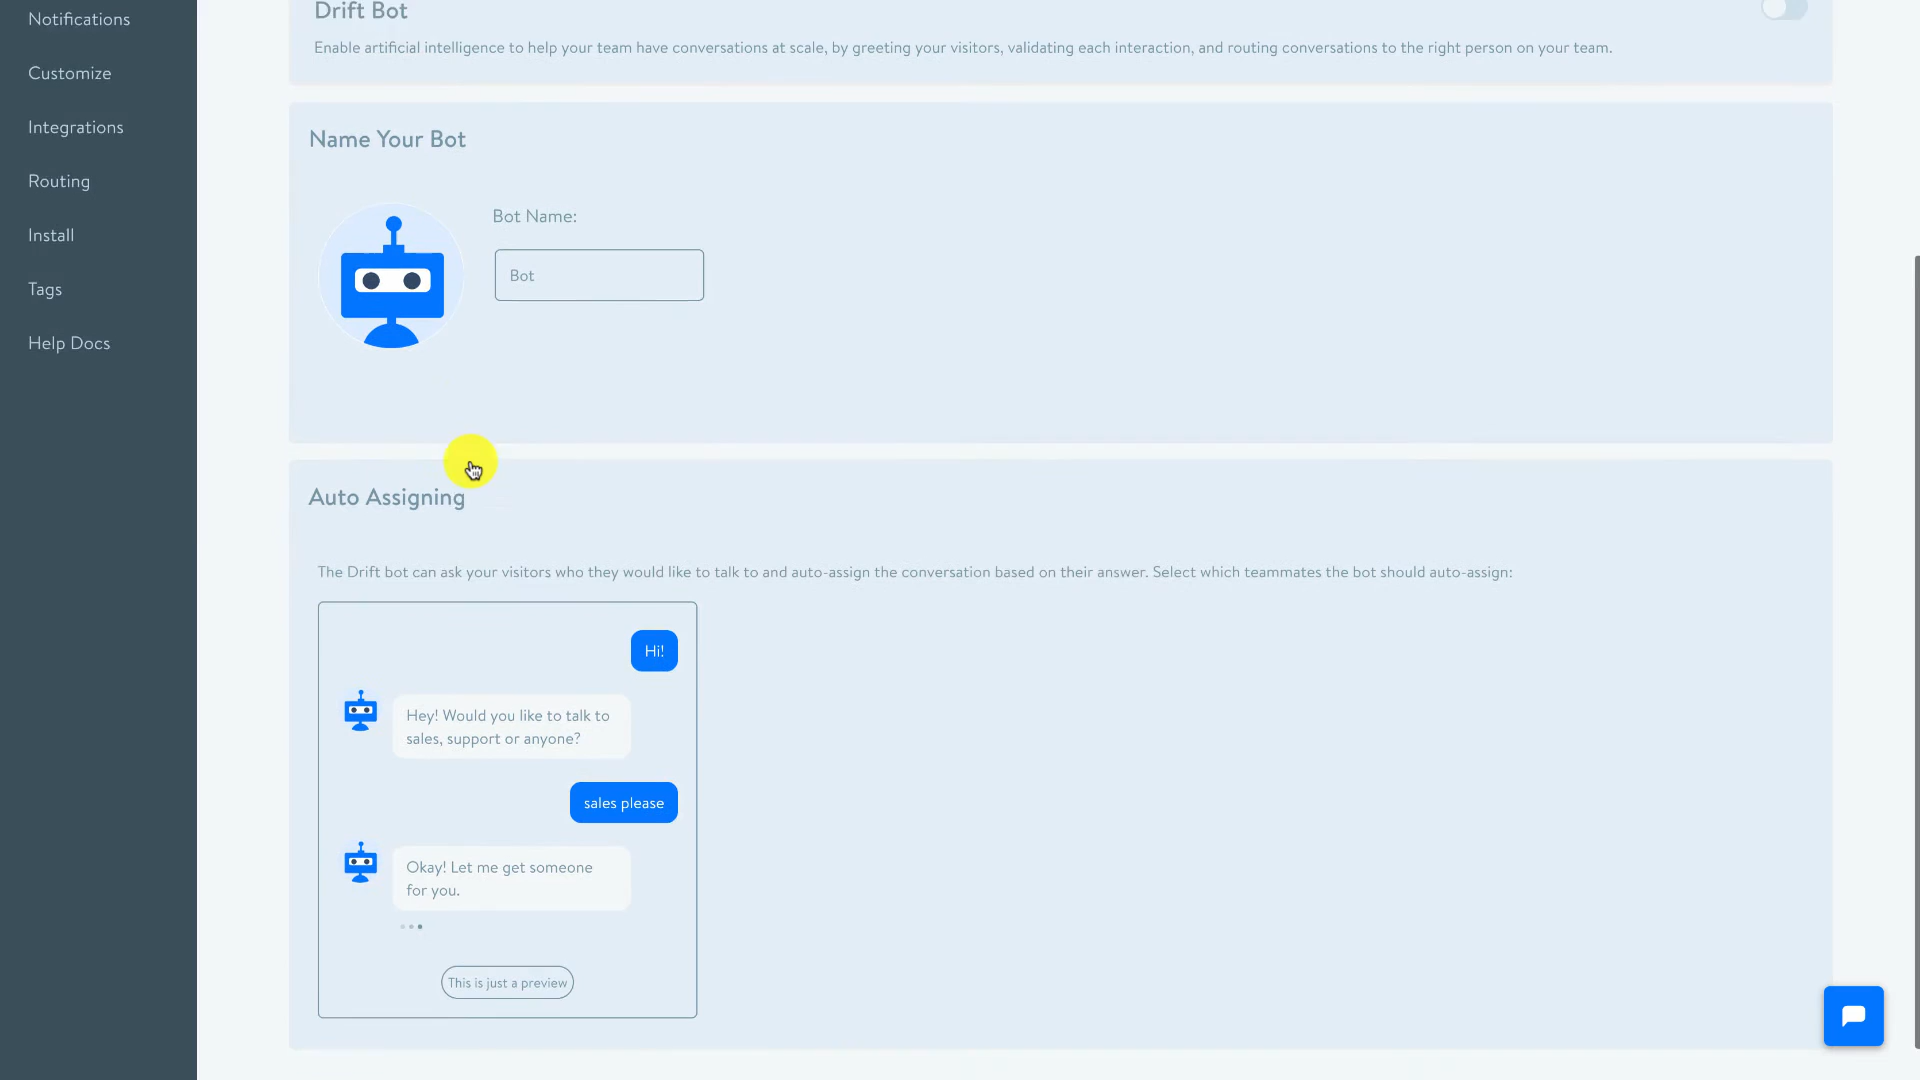 Notifications
Customize
Integrations
Routing
Install
Tags
Help Docs
Drift Bot
Enable artificial intelligence to help your team have conversations at scale, by greeting your visitors, validating each interaction, and routing conversations to the right person on your team.
Name Your Bot
Bot Name:
Bot
Auto Assigning
The Drift bot can ask your visitors who they would like to talk to and auto-assign the conversation based on their answer. Select which teammates the bot should auto-assign:
Hi!
Hey! Would you like to talk to
sales, support or anyone?
sales please
Okay! Let me get someone
for you.
This is just a preview